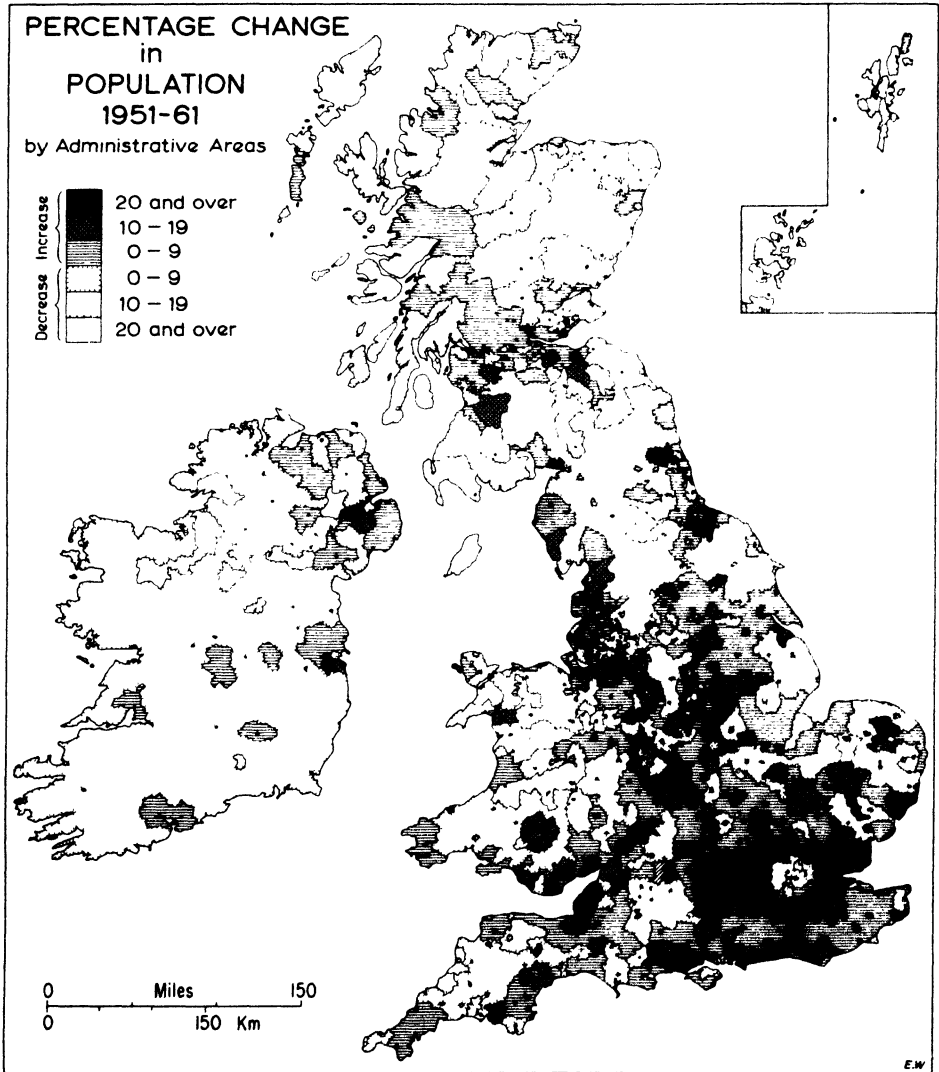 PERCENTAGE CHANGE
in
POPULATION
1951-61
by Administrative Areas
Increase
20 and over
10 – 19
0 – 9
Decrease
0 – 9
10 – 19
20 and over
0 Miles 150
0 150 Km
E.W